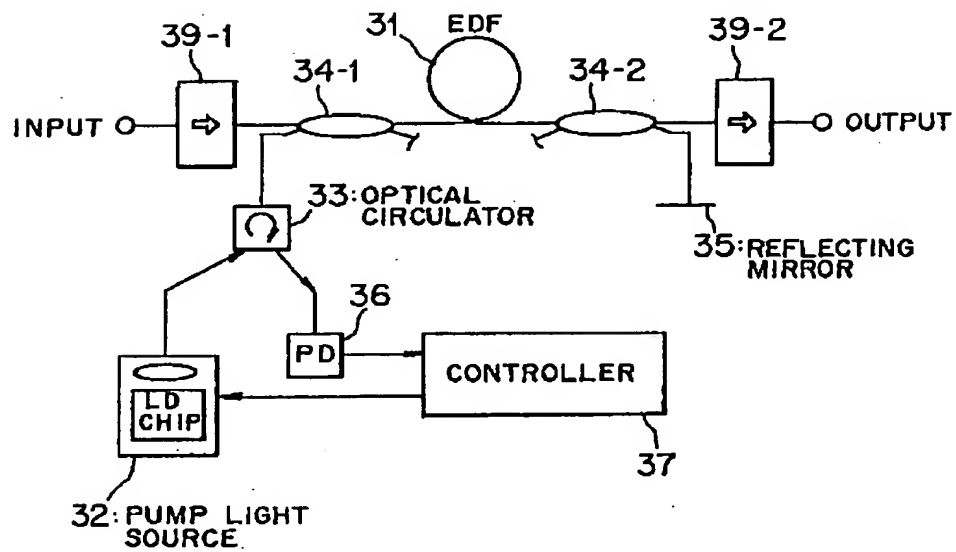 39-1
34-1
31
EDF
34-2
39-2
INPUT
OUTPUT
33:OPTICAL
CIRCULATOR
35:REFLECTING
MIRROR
36
PD
CONTROLLER
37
LD
CHIP
32:PUMP LIGHT
SOURCE